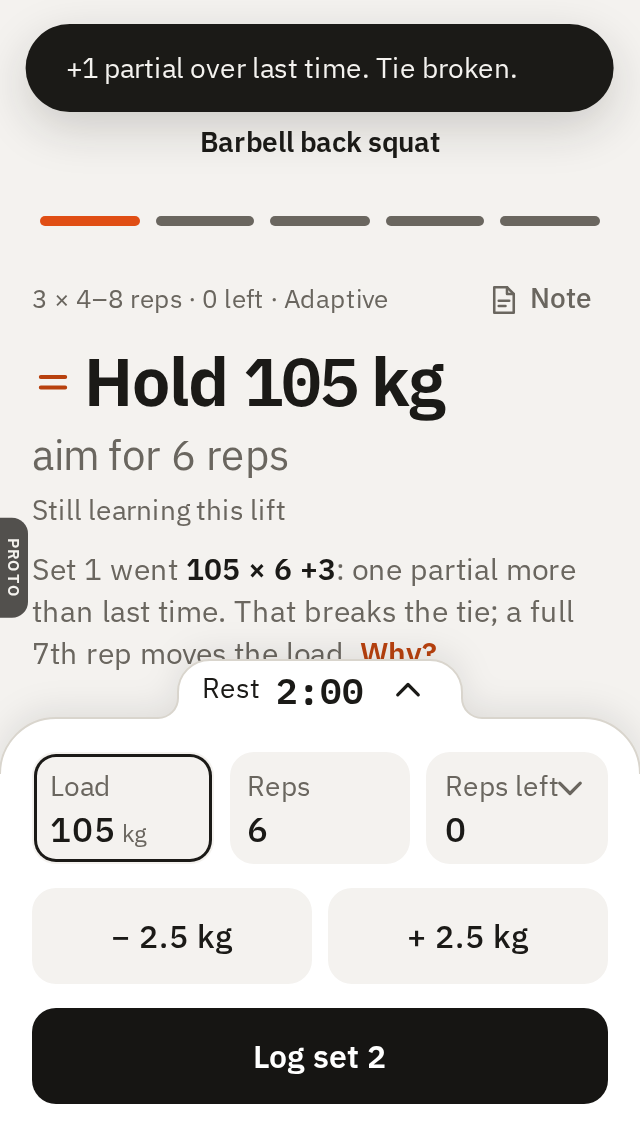 +1 partial over last time. Tie broken.
Barbell back squat
3 × 4–8 reps · 0 left · Adaptive
Note
= Hold 105 kg
aim for 6 reps
Still learning this lift
PROTO
Set 1 went 105 × 6 +3: one partial more
than last time. That breaks the tie; a full
7th rep moves the load. Why?
Rest 2:00
Load
105 kg
Reps
6
Reps left
0
− 2.5 kg
+ 2.5 kg
Log set 2